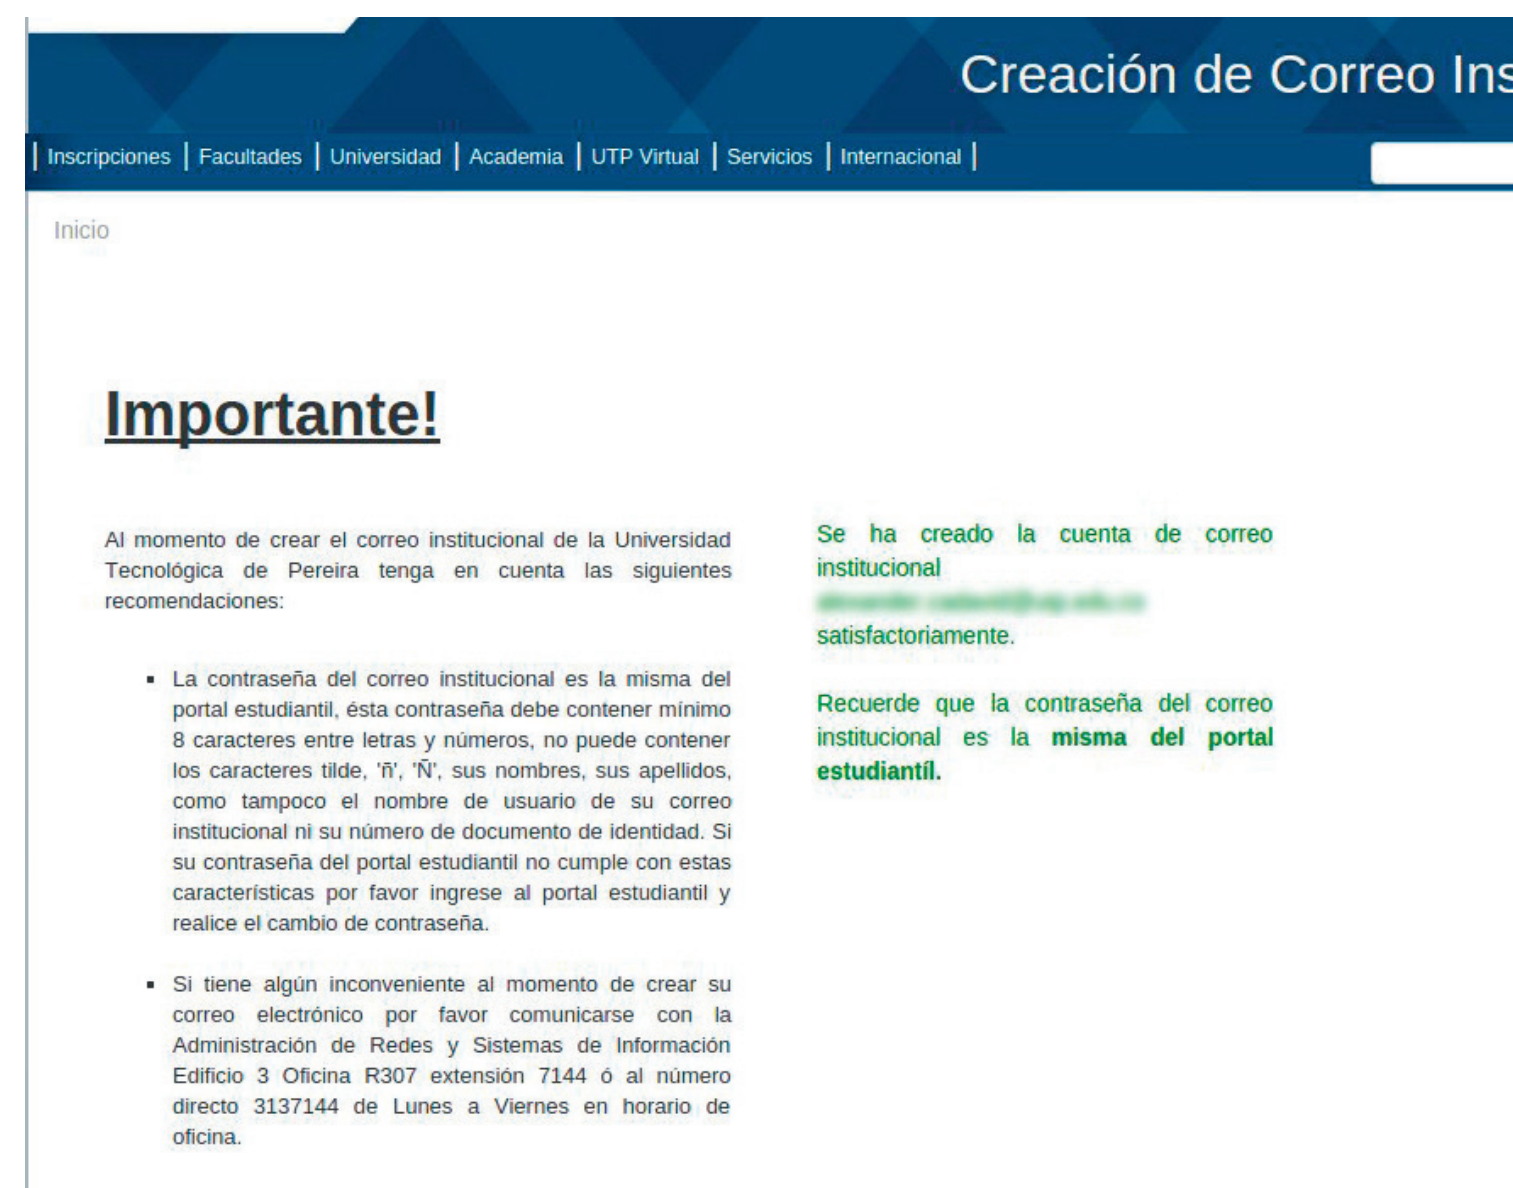 Creación de Correo Ins
Inscripciones | Facultades | Universidad | Academia | UTP Virtual | Servicios | Internacional |
Inicio
Importante!
Al momento de crear el correo institucional de la Universidad
Tecnológica de Pereira tenga en cuenta las siguientes
recomendaciones:
▪ La contraseña del correo institucional es la misma del
portal estudiantil, ésta contraseña debe contener mínimo
8 caracteres entre letras y números, no puede contener
los caracteres tilde, 'ñ', 'Ñ', sus nombres, sus apellidos,
como tampoco el nombre de usuario de su correo
institucional ni su número de documento de identidad. Si
su contraseña del portal estudiantil no cumple con estas
características por favor ingrese al portal estudiantil y
realice el cambio de contraseña.
▪ Si tiene algún inconveniente al momento de crear su
correo electrónico por favor comunicarse con la
Administración de Redes y Sistemas de Información
Edificio 3 Oficina R307 extensión 7144 ó al número
directo 3137144 de Lunes a Viernes en horario de
oficina.
Se ha creado la cuenta de correo
institucional
satisfactoriamente.
Recuerde que la contraseña del correo
institucional es la misma del portal
estudiantíl.